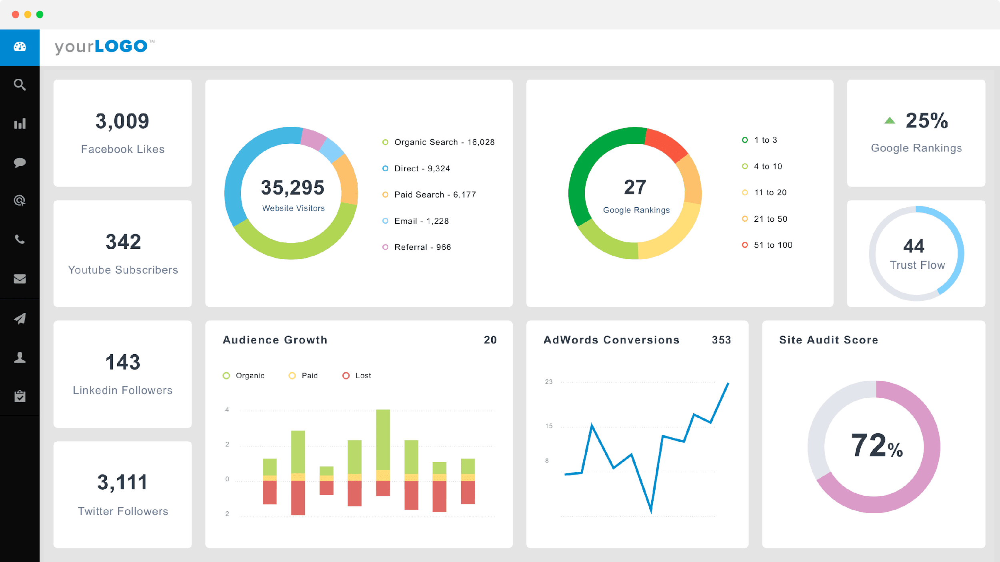 yourLOGO™
3,009
Facebook Likes
35,295
Website Visitors
Organic Search - 16,028
Direct - 9,324
Paid Search - 6,177
Email - 1,228
Referral - 966
27
Google Rankings
1 to 3
4 to 10
11 to 20
21 to 50
51 to 100
25%
Google Rankings
342
Youtube Subscribers
44
Trust Flow
143
Linkedin Followers
Audience Growth 20
Organic Paid Lost
4
2
0
2
AdWords Conversions 353
23
15
8
Site Audit Score
72%
3,111
Twitter Followers